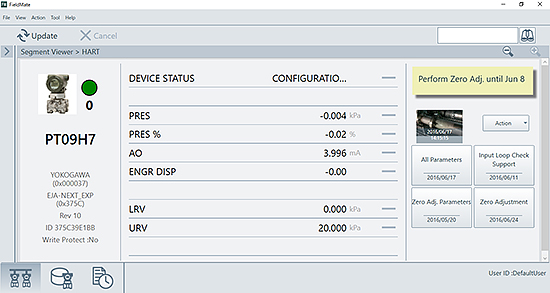 FieldMate
File View Action Tool Help
Update Cancel
Segment Viewer > HART
0
PT09H7
YOKOGAWA
(0x000037)
EJA-NEXT_EXP
(0x375C)
Rev 10
ID 375C39E1BB
Write Protect :No
DEVICE STATUS CONFIGURATIO...
PRES -0.004 kPa
PRES % -0.02 %
AO 3.996 mA
ENGR DISP -0.00
LRV 0.000 kPa
URV 20.000 kPa
Perform Zero Adj. until Jun 8
2016/06/17
Action
All Parameters
2016/06/17
Input Loop Check
Support
2016/06/11
Zero Adj. Parameters
2016/05/20
Zero Adjustment
2016/06/24
User ID :DefaultUser